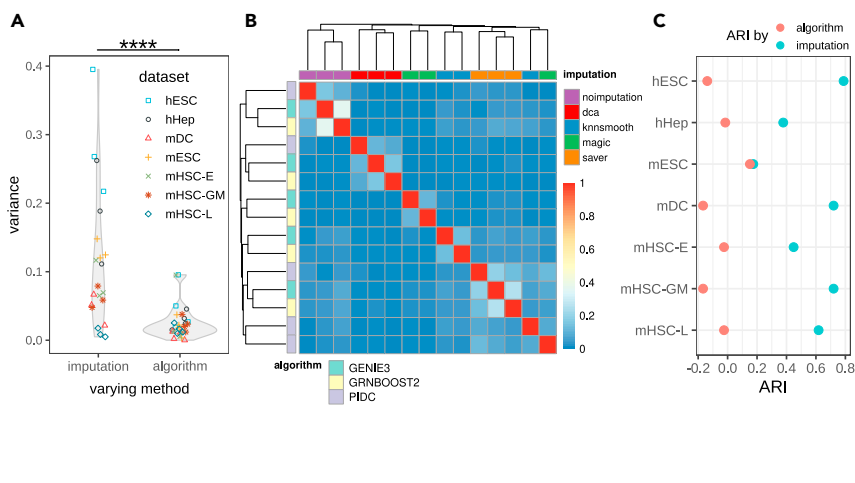 A
****
dataset
hESC
hHep
mDC
mESC
mHSC-E
mHSC-GM
mHSC-L
variance
0.4
0.3
0.2
0.1
0.0
imputation
algorithm
varying method
B
imputation
noimputation
dca
knnsmooth
magic
saver
1
0.8
0.6
0.4
0.2
0
algorithm
GENIE3
GRNBOOST2
PIDC
C
ARI by
algorithm
imputation
hESC
hHep
mESC
mDC
mHSC-E
mHSC-GM
mHSC-L
-0.2 0.0 0.2 0.4 0.6 0.8
ARI